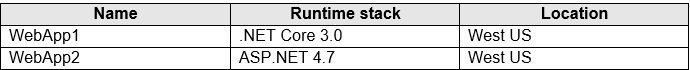 Name Runtime stack Location
WebApp1 .NET Core 3.0 West US
WebApp2 ASP.NET 4.7 West US